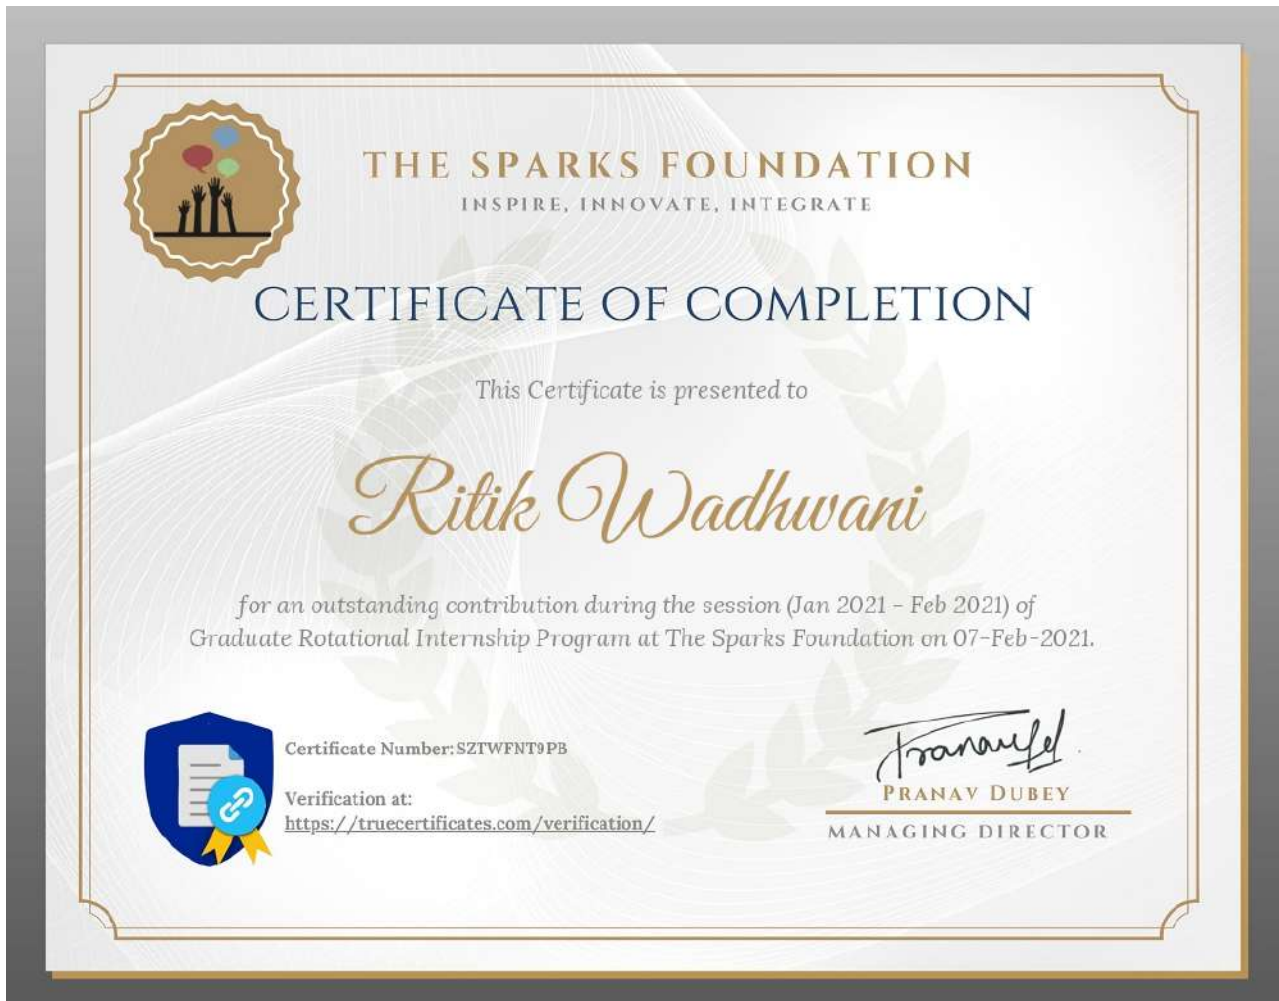 THE SPARKS FOUNDATION
INSPIRE, INNOVATE, INTEGRATE
CERTIFICATE OF COMPLETION
This Certificate is presented to
Ritik Wadhwani
for an outstanding contribution during the session (Jan 2021 - Feb 2021) of
Graduate Rotational Internship Program at The Sparks Foundation on 07-Feb-2021.
Certificate Number: SZTWFNT9PB
Verification at:
https://truecertificates.com/verification/
Pranavfd
PRANAV DUBEY
MANAGING DIRECTOR